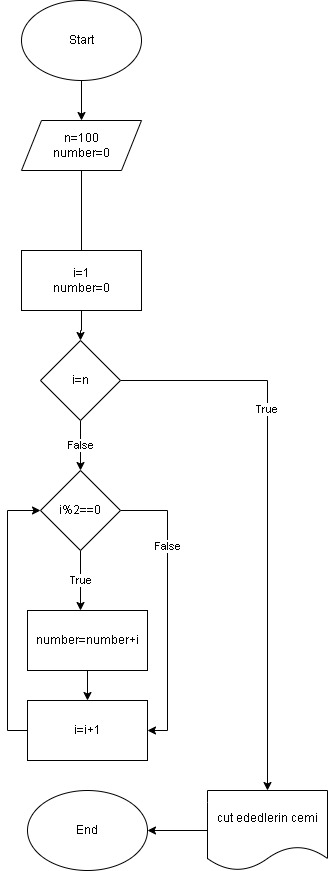 Start
n=100
number=0
i=1
number=0
i=n
True
False
i%2==0
False
True
number=number+i
i=i+1
cut ededlerin cemi
End